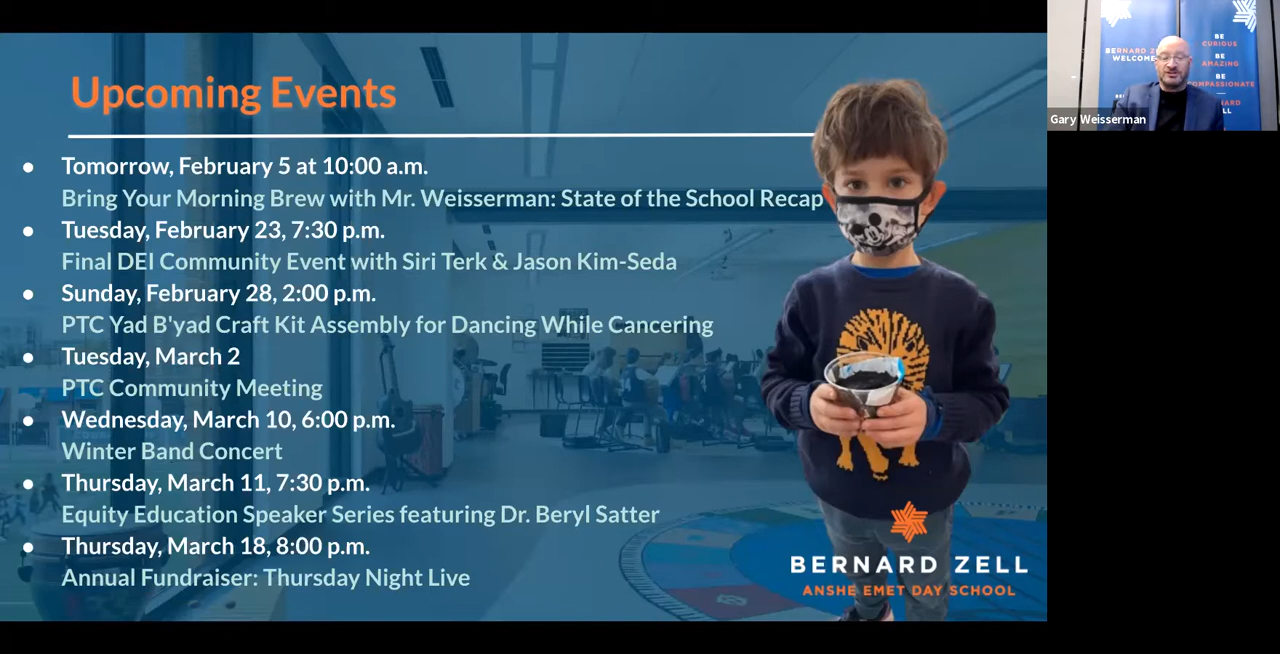 Upcoming Events
● Tomorrow, February 5 at 10:00 a.m.
Bring Your Morning Brew with Mr. Weisserman: State of the School Recap
● Tuesday, February 23, 7:30 p.m.
Final DEI Community Event with Siri Terk & Jason Kim-Seda
● Sunday, February 28, 2:00 p.m.
PTC Yad B'yad Craft Kit Assembly for Dancing While Cancering
● Tuesday, March 2
PTC Community Meeting
● Wednesday, March 10, 6:00 p.m.
Winter Band Concert
● Thursday, March 11, 7:30 p.m.
Equity Education Speaker Series featuring Dr. Beryl Satter
● Thursday, March 18, 8:00 p.m.
Annual Fundraiser: Thursday Night Live
BERNARD ZELL
ANSHE EMET DAY SCHOOL
BERNARD
WELCOME
BE
CURIOUS
BE
AMAZING
BE
COMPASSIONATE
Gary Weisserman